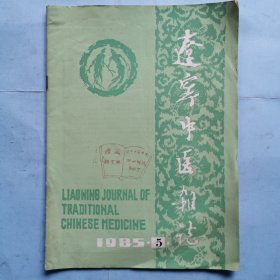 辽宁中医杂志
LIAONING JOURNAL OF
TRADITIONAL
CHINESE MEDICINE
1985·5